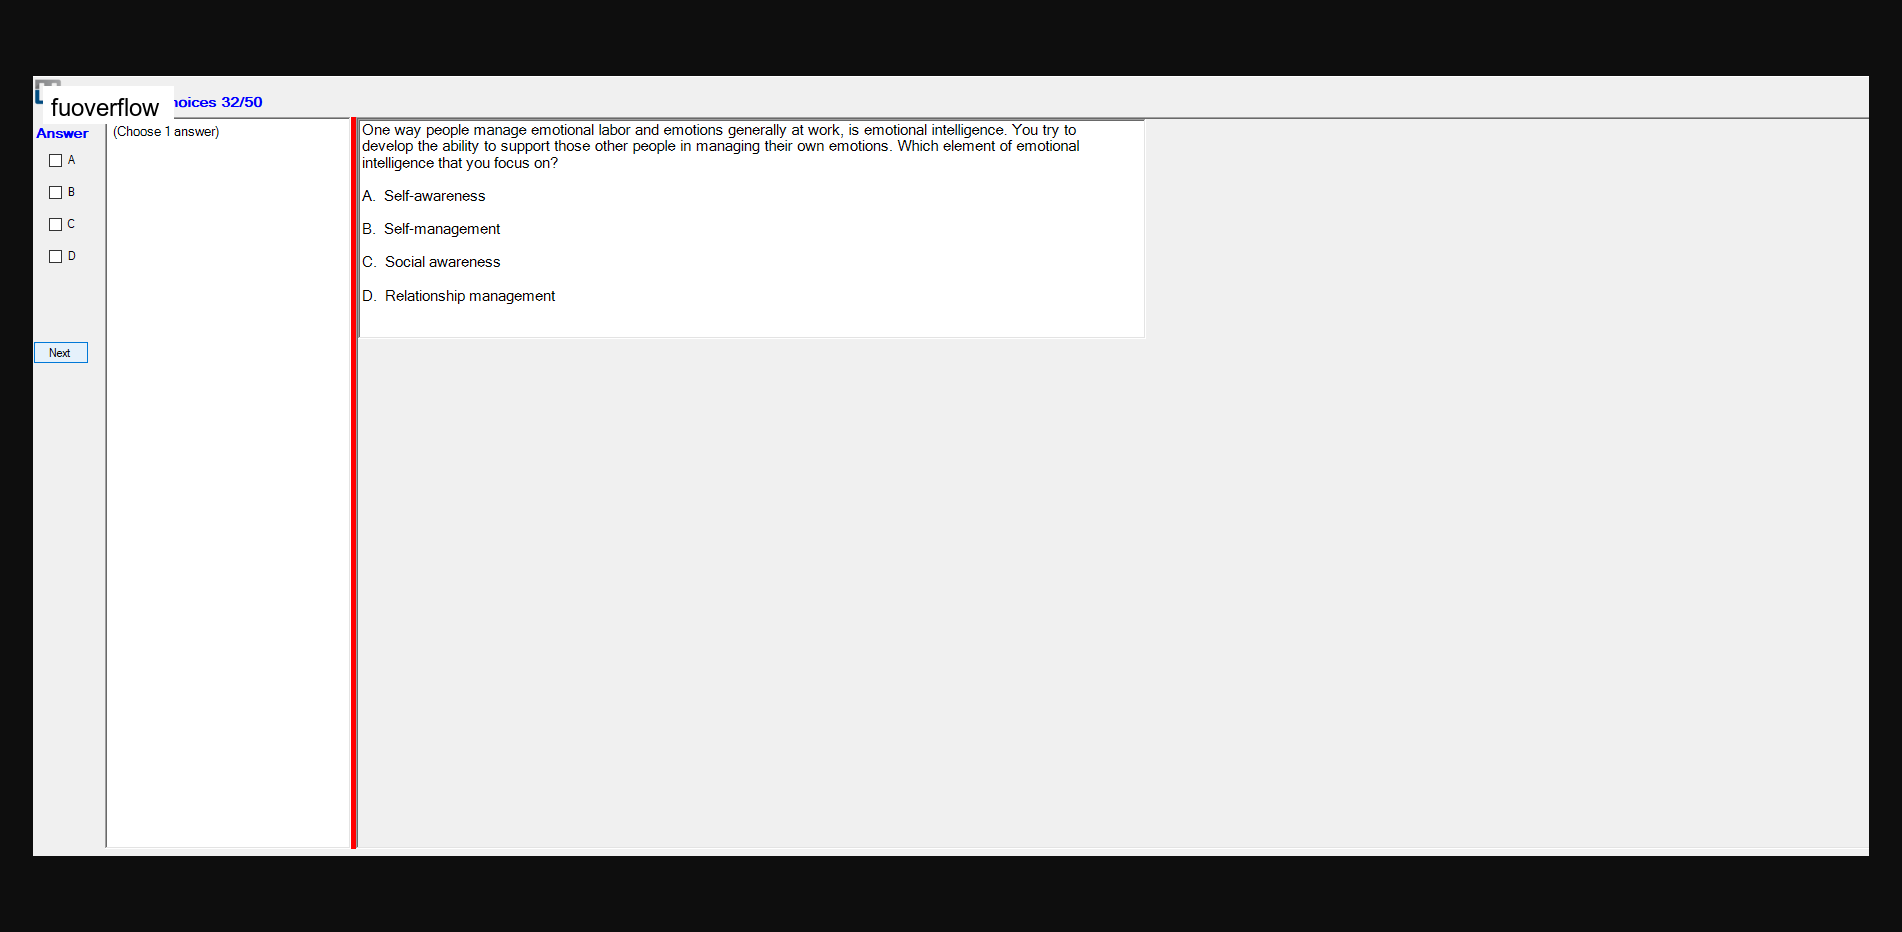 fuoverflow
hoices 32/50
Answer
(Choose 1 answer)
A
B
C
D
Next
One way people manage emotional labor and emotions generally at work, is emotional intelligence. You try to
develop the ability to support those other people in managing their own emotions. Which element of emotional
intelligence that you focus on?
A. Self-awareness
B. Self-management
C. Social awareness
D. Relationship management